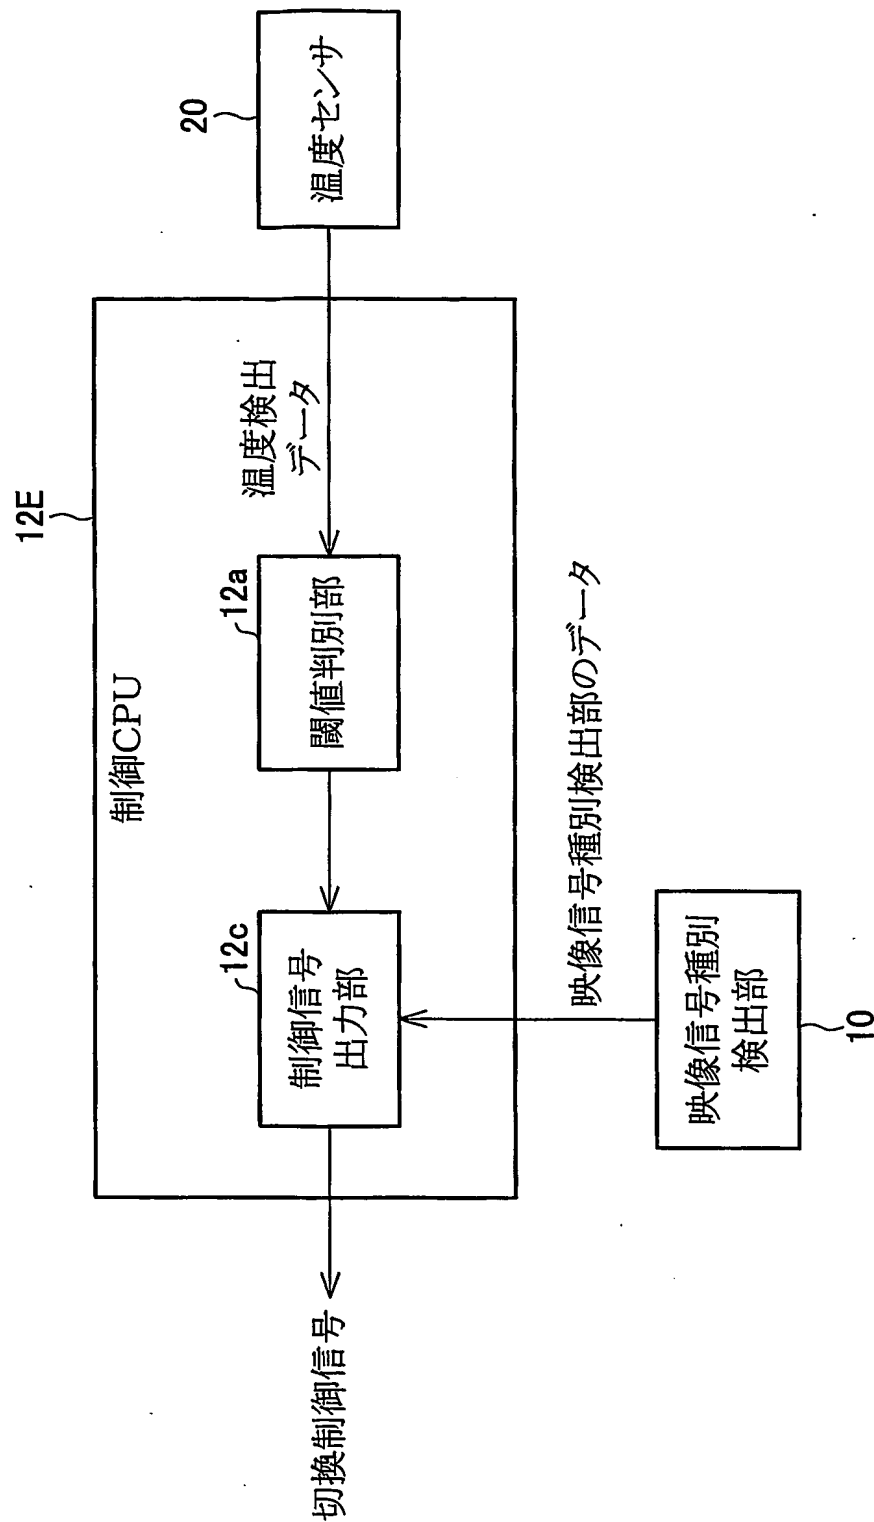 12E
制御CPU
20
温度センサ
温度検出
データ
12a
閾値判別部
12c
制御信号
出力部
切換制御信号
映像信号種別検出部のデータ
映像信号種別
検出部
10